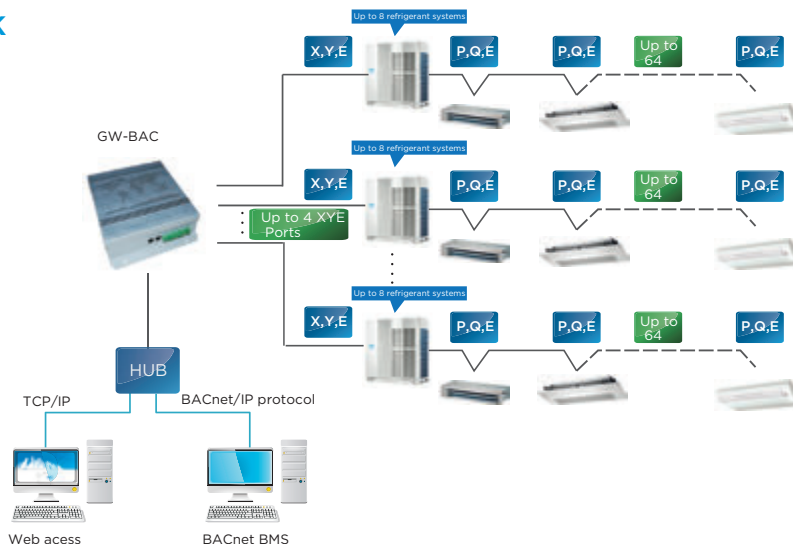 K
Up to 8 refrigerant systems
X,Y,E
P,Q,E
P,Q,E
Up to
64
P,Q,E
GW-BAC
Up to 8 refrigerant systems
X,Y,E
P,Q,E
P,Q,E
Up to
64
P,Q,E
Up to 4 XYE
Ports
Up to 8 refrigerant systems
X,Y,E
P,Q,E
P,Q,E
Up to
64
P,Q,E
HUB
TCP/IP
BACnet/IP protocol
Web acess
BACnet BMS